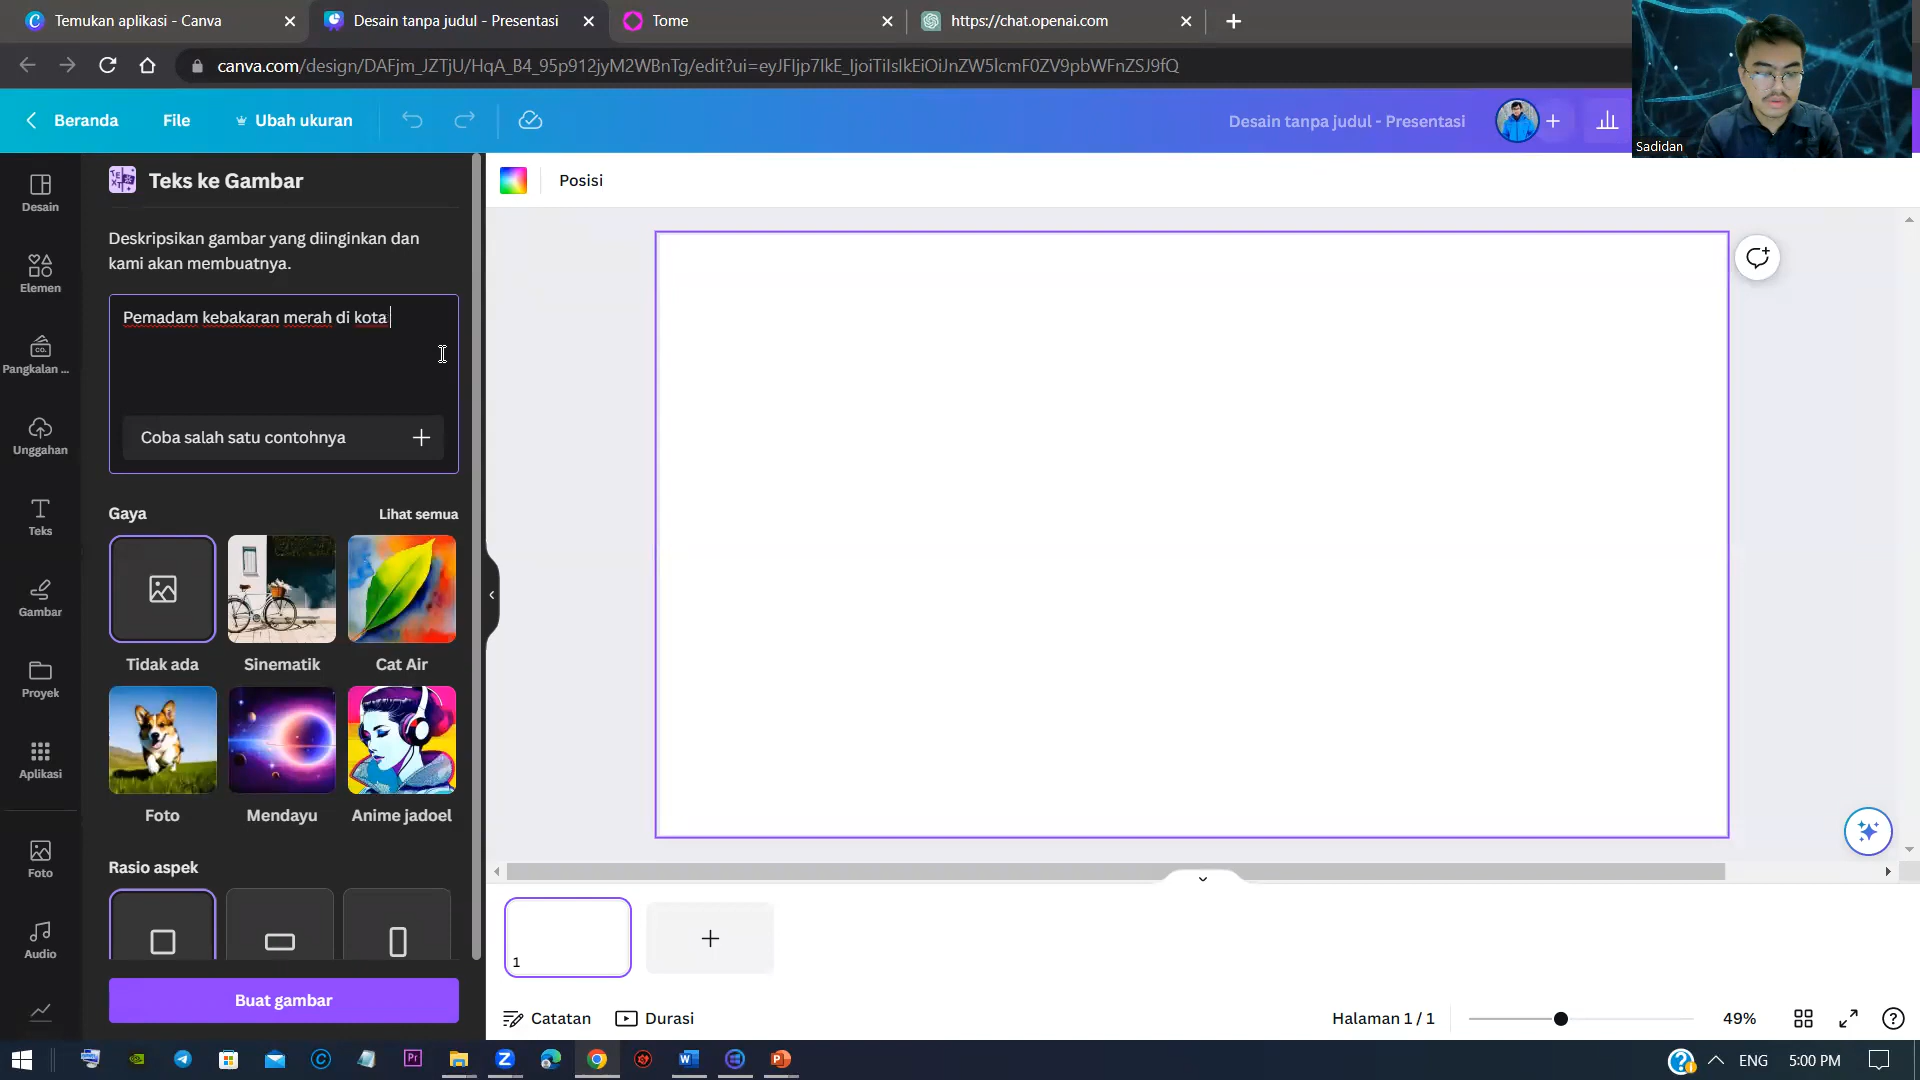 Temukan aplikasi - Canva
Desain tanpa judul - Presentasi
Tome
https://chat.openai.com
canva.com/design/DAFjm_JZTjU/HqA_B4_95p912jyM2WBnTg/edit?ui=eyJFIjp7IkE_IjoiTiIsIkEiOiJnZW5lcmF0ZV9pbWFnZSJ9fQ
Beranda
File
Ubah ukuran
Desain tanpa judul - Presentasi
Sadidan
Desain
Elemen
Pangkalan ...
Unggahan
Teks
Gambar
Proyek
Aplikasi
Foto
Audio
Teks ke Gambar
Deskripsikan gambar yang diinginkan dan
kami akan membuatnya.
Pemadam kebakaran merah di kota
Coba salah satu contohnya
Gaya
Lihat semua
Tidak ada
Sinematik
Cat Air
Foto
Mendayu
Anime jadoel
Rasio aspek
Buat gambar
Posisi
1
Catatan
Durasi
Halaman 1 / 1
49%
ENG
5:00 PM